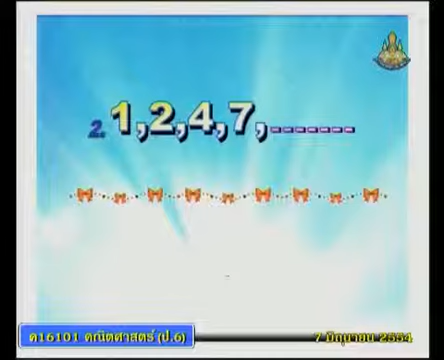 2. 1,2,4,7,-------
ค16101 คณิตศาสตร์ (ป.6)
7 มิถุนายน 2554